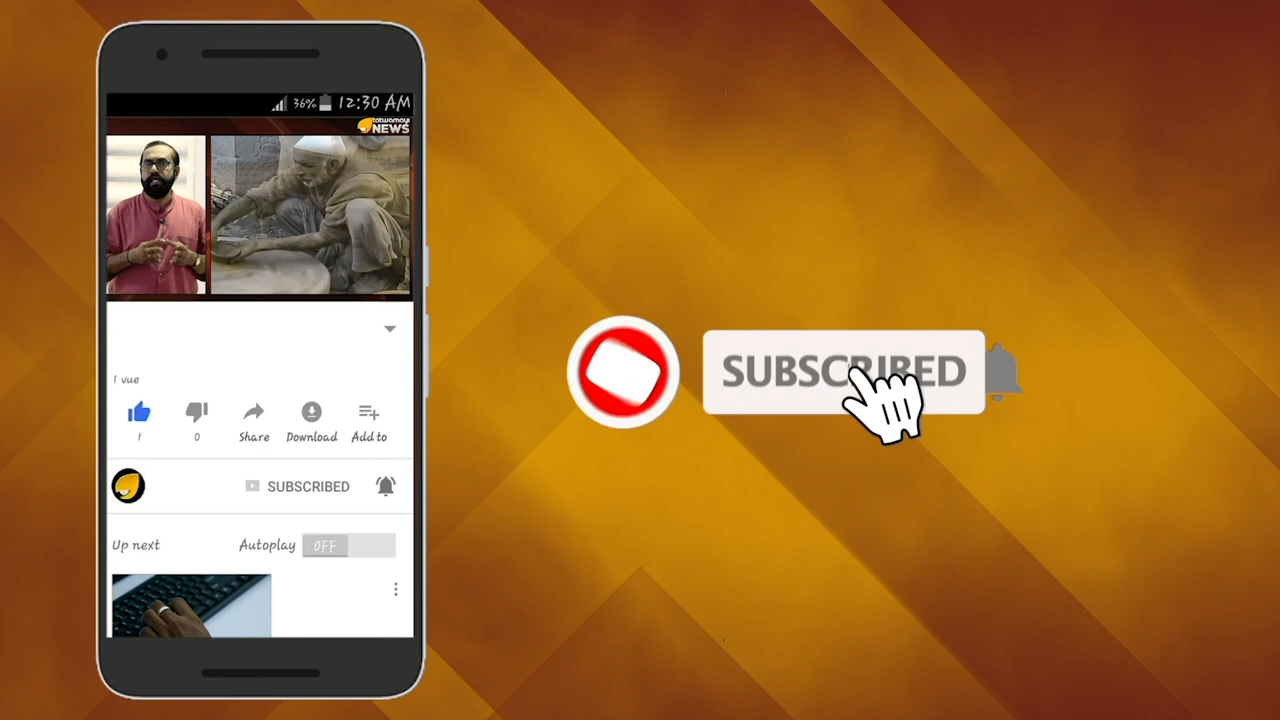 36% 12:30 AM
tatwamayi
NEWS
1 vue
1
0
Share
Download
Add to
SUBSCRIBED
Up next
Autoplay
OFF
SUBSCRIBED